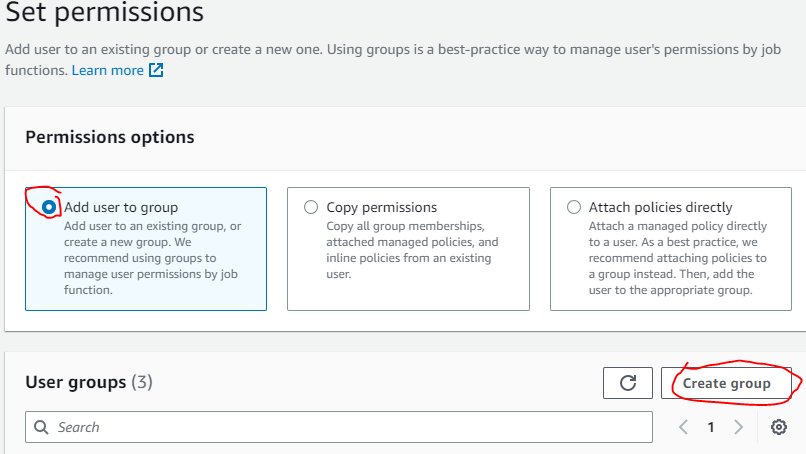 Set permissions
Add user to an existing group or create a new one. Using groups is a best-practice way to manage user's permissions by job
functions. Learn more
Permissions options
Add user to group
Add user to an existing group, or
create a new group. We
recommend using groups to
manage user permissions by job
function.
Copy permissions
Copy all group memberships,
attached managed policies, and
inline policies from an existing
user.
Attach policies directly
Attach a managed policy directly
to a user. As a best practice, we
recommend attaching policies to
a group instead. Then, add the
user to the appropriate group.
User groups (3)
Create group
Search
1